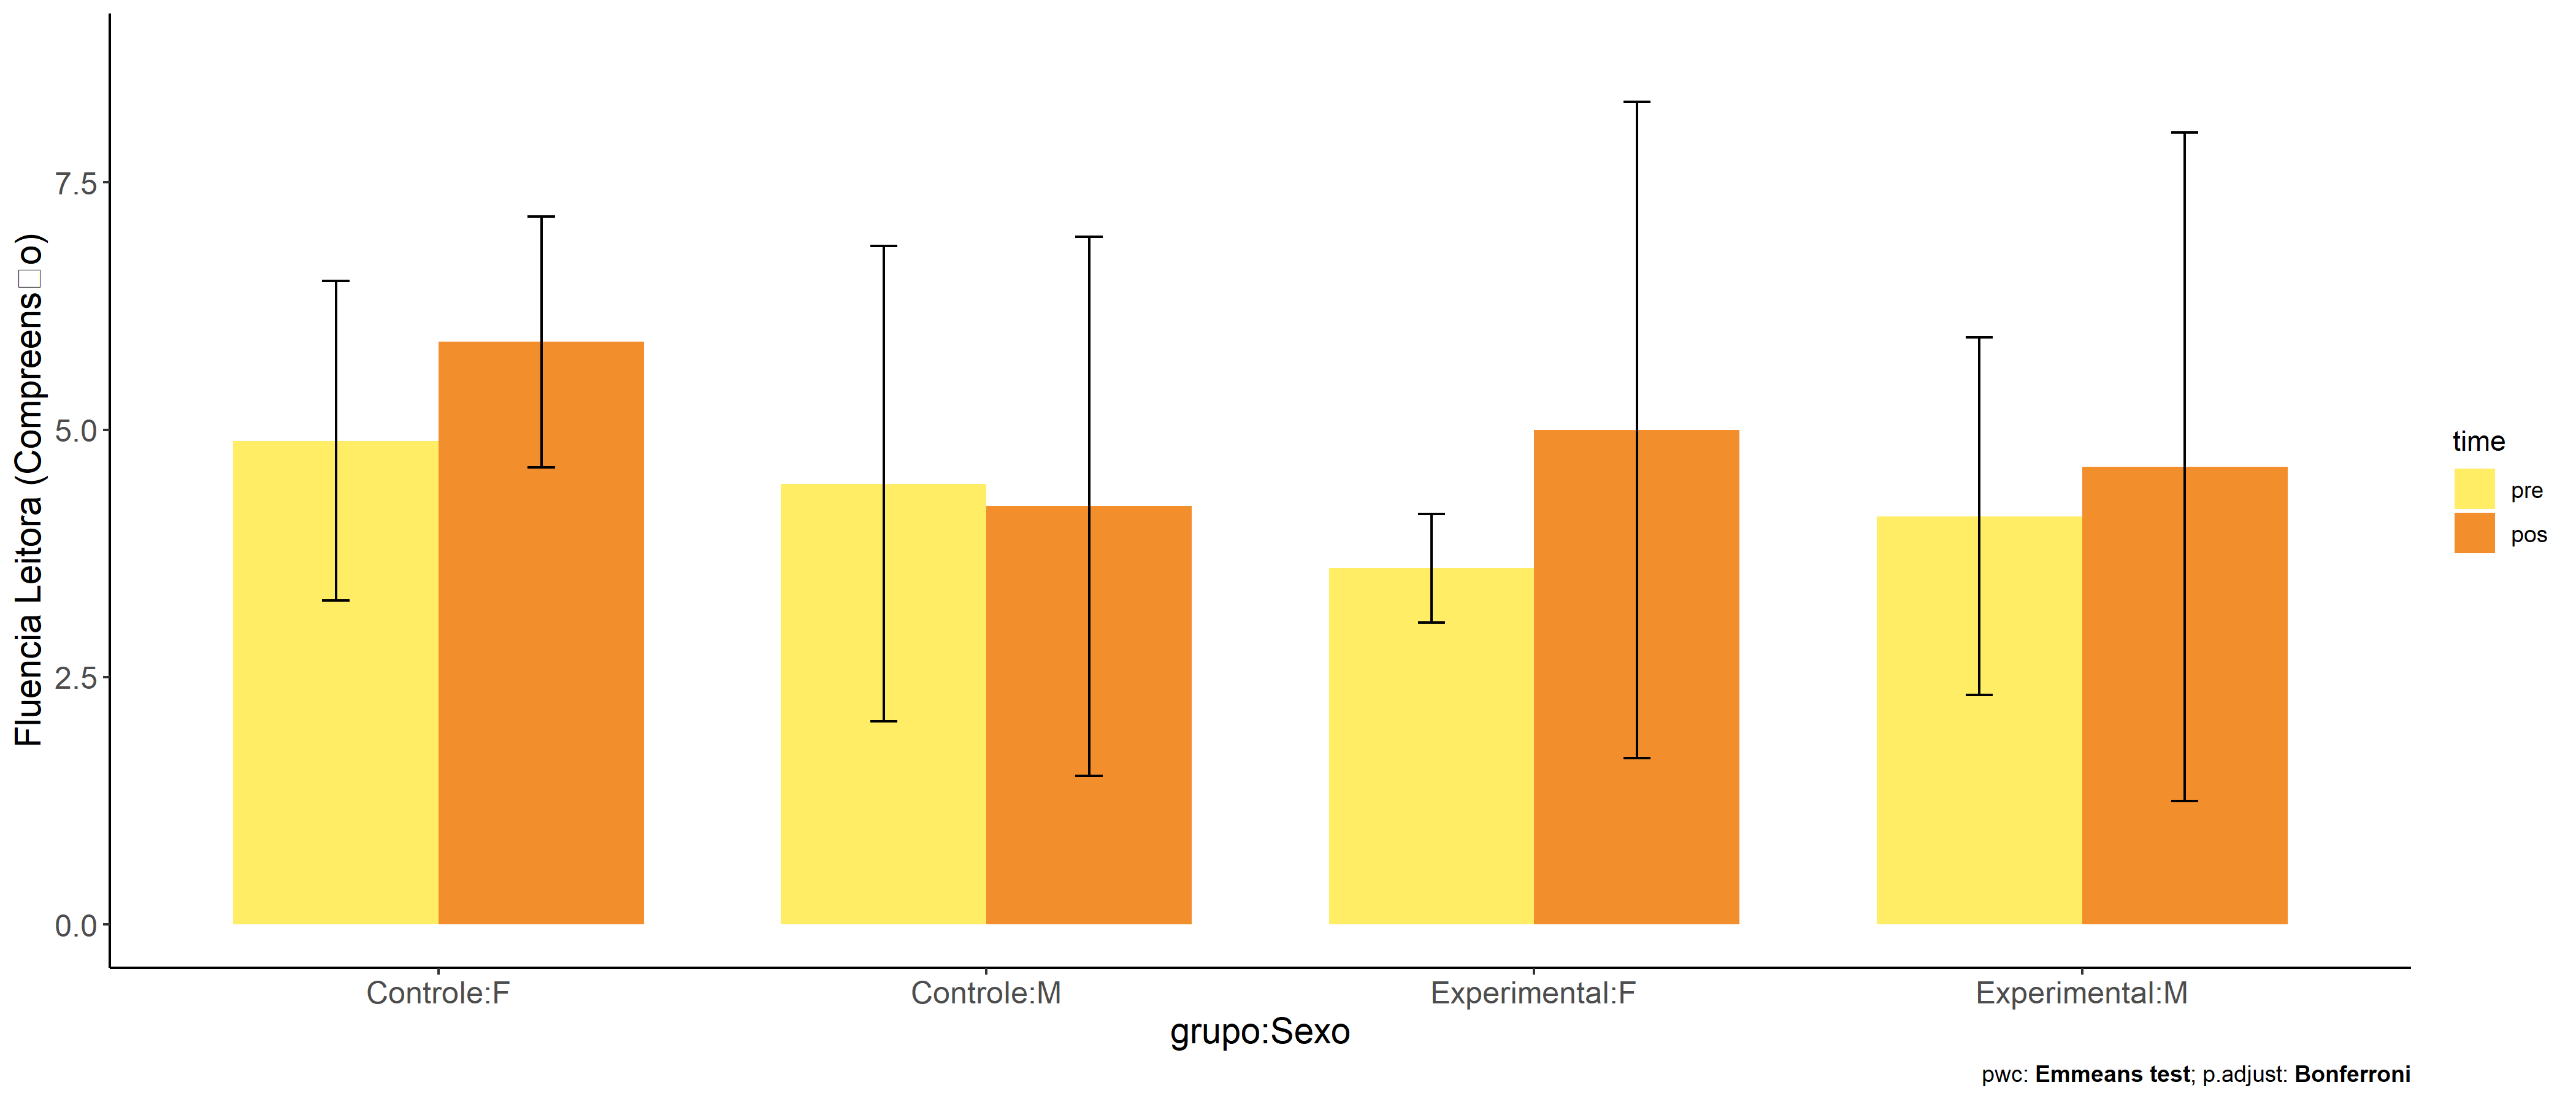 Fluencia Leitora (Compreens□o)
7.5
5.0
2.5
0.0
Controle:F
Controle:M
Experimental:F
Experimental:M
grupo:Sexo
time
pre
pos
pwc: Emmeans test; p.adjust: Bonferroni